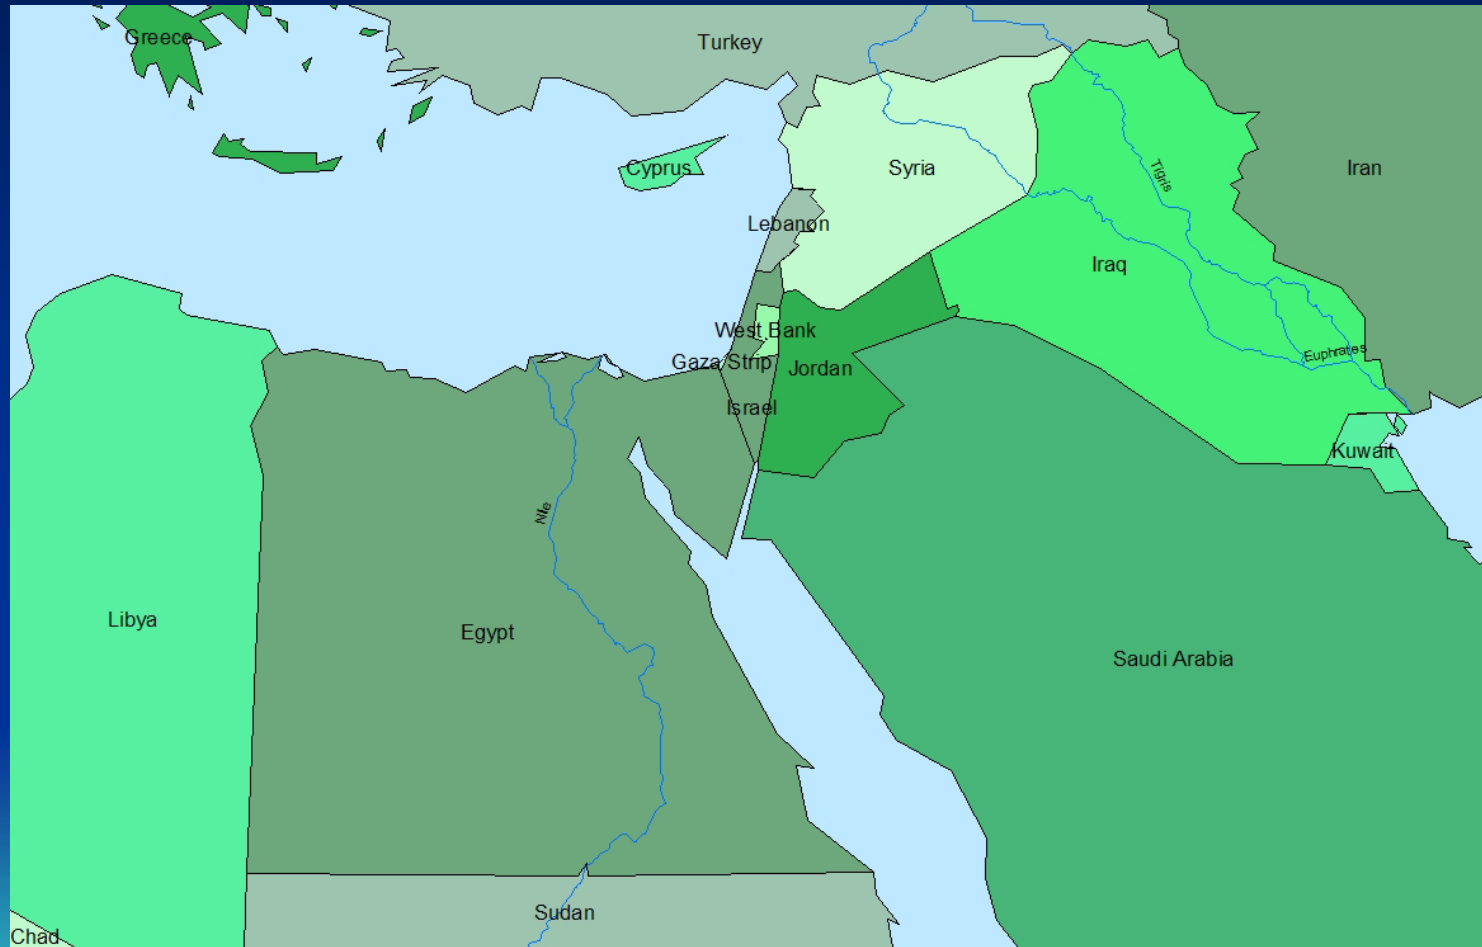 Greece
Turkey
Cyprus
Syria
Iran
Tigris
Lebanon
Iraq
West Bank
Euphrates
Gaza Strip
Jordan
Israel
Kuwait
Nile
Libya
Egypt
Saudi Arabia
Sudan
Chad